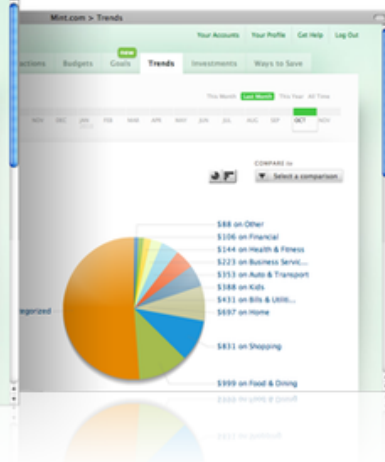 Mint.com > Trends
Your Accounts Your Profile Get Help Log Out
new
actions Budgets Goals Trends Investments Ways to Save
This Month Last Month This Year All Time
NOV DEC JAN FEB MAR APR MAY JUN JUL AUG SEP OCT NOV
COMPARE to
Select a comparison
$88 on Other
$106 on Financial
$144 on Health & Fitness
$223 on Business Servic...
$353 on Auto & Transport
$388 on Kids
$431 on Bills & Utiliti...
$697 on Home
egorized
$831 on Shopping
$999 on Food & Dining